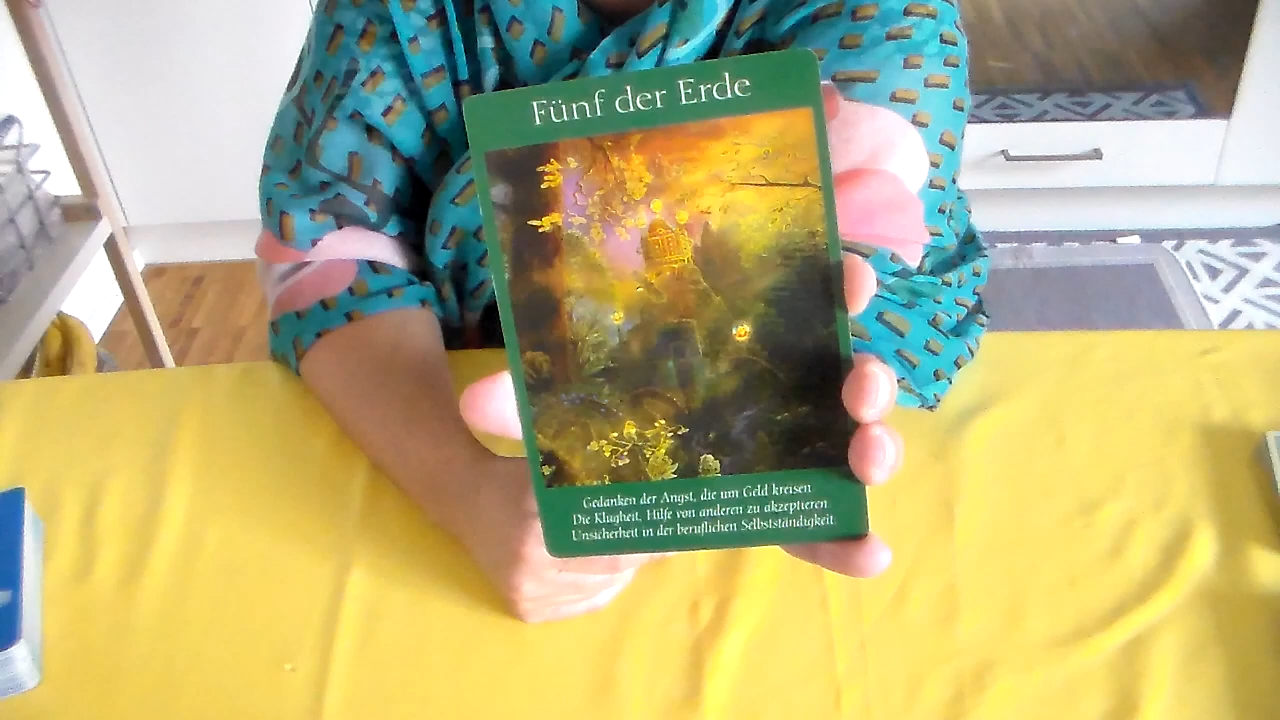 Fünf der Erde
Gedanken der Angst, die um Geld kreisen
Die Klugheit, Hilfe von anderen zu akzeptieren
Unsicherheit in der beruflichen Selbstständigkeit